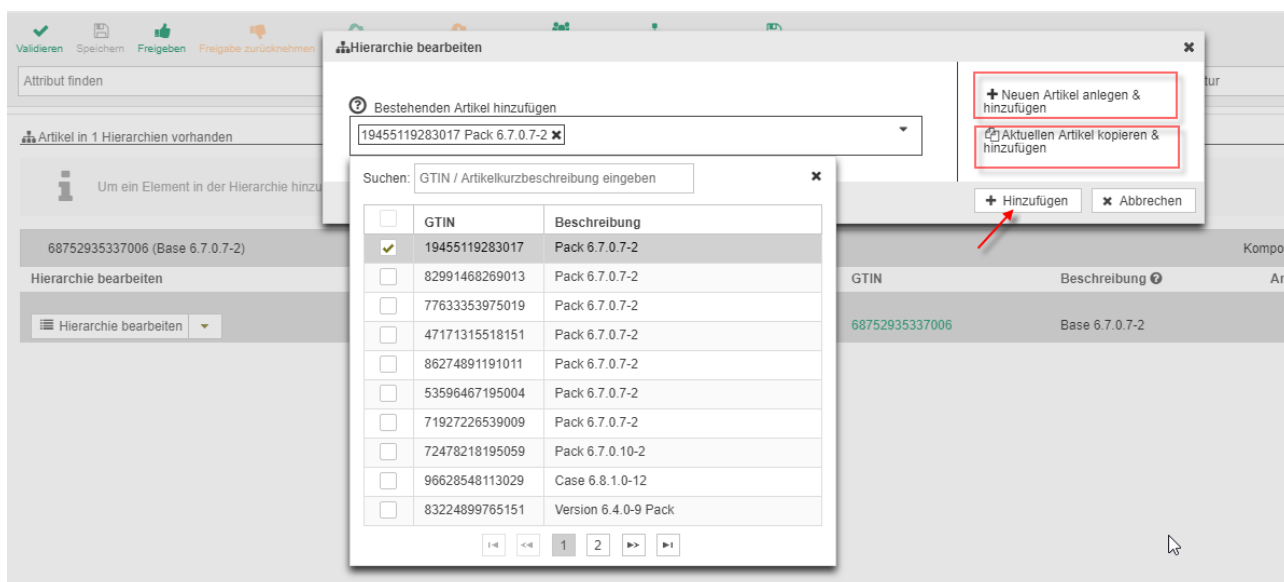 Validieren Speichern Freigeben Freigabe zurücknehmen
Hierarchie bearbeiten
Attribut finden
tur
Bestehenden Artikel hinzufügen
19455119283017 Pack 6.7.0.7-2
Neuen Artikel anlegen &
hinzufügen
Aktuellen Artikel kopieren &
hinzufügen
Artikel in 1 Hierarchien vorhanden
Um ein Element in der Hierarchie hinzu
Suchen: GTIN / Artikelkurzbeschreibung eingeben
Hinzufügen Abbrechen
GTIN Beschreibung
19455119283017 Pack 6.7.0.7-2
82991468269013 Pack 6.7.0.7-2
77633353975019 Pack 6.7.0.7-2
47171315518151 Pack 6.7.0.7-2
86274891191011 Pack 6.7.0.7-2
53596467195004 Pack 6.7.0.7-2
71927226539009 Pack 6.7.0.7-2
72478218195059 Pack 6.7.0.10-2
96628548113029 Case 6.8.1.0-12
83224899765151 Version 6.4.0-9 Pack
1 2
68752935337006 (Base 6.7.0.7-2)
Kompo
Hierarchie bearbeiten
GTIN Beschreibung Ar
Hierarchie bearbeiten
68752935337006 Base 6.7.0.7-2